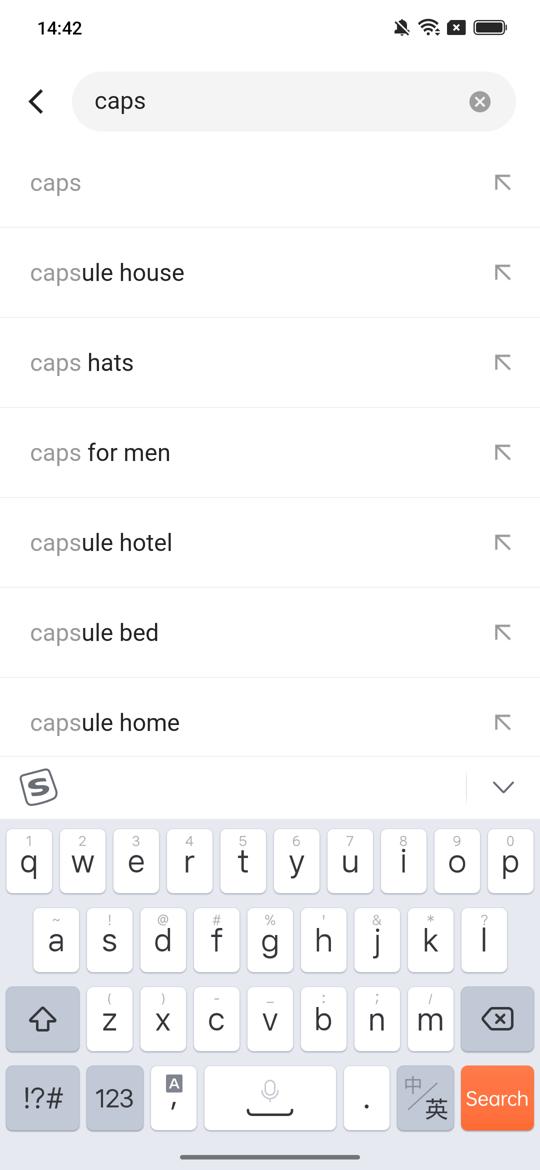 14:42
caps
caps
capsule house
caps hats
caps for men
capsule hotel
capsule bed
capsule home
S
1 2 3 4 5 6 7 8 9 0
q w e r t y u i o p
~ ! @ # % ' & * ?
a s d f g h j k l
( ) - _ : ; /
z x c v b n m
!?# 123 A , . 中/英 Search